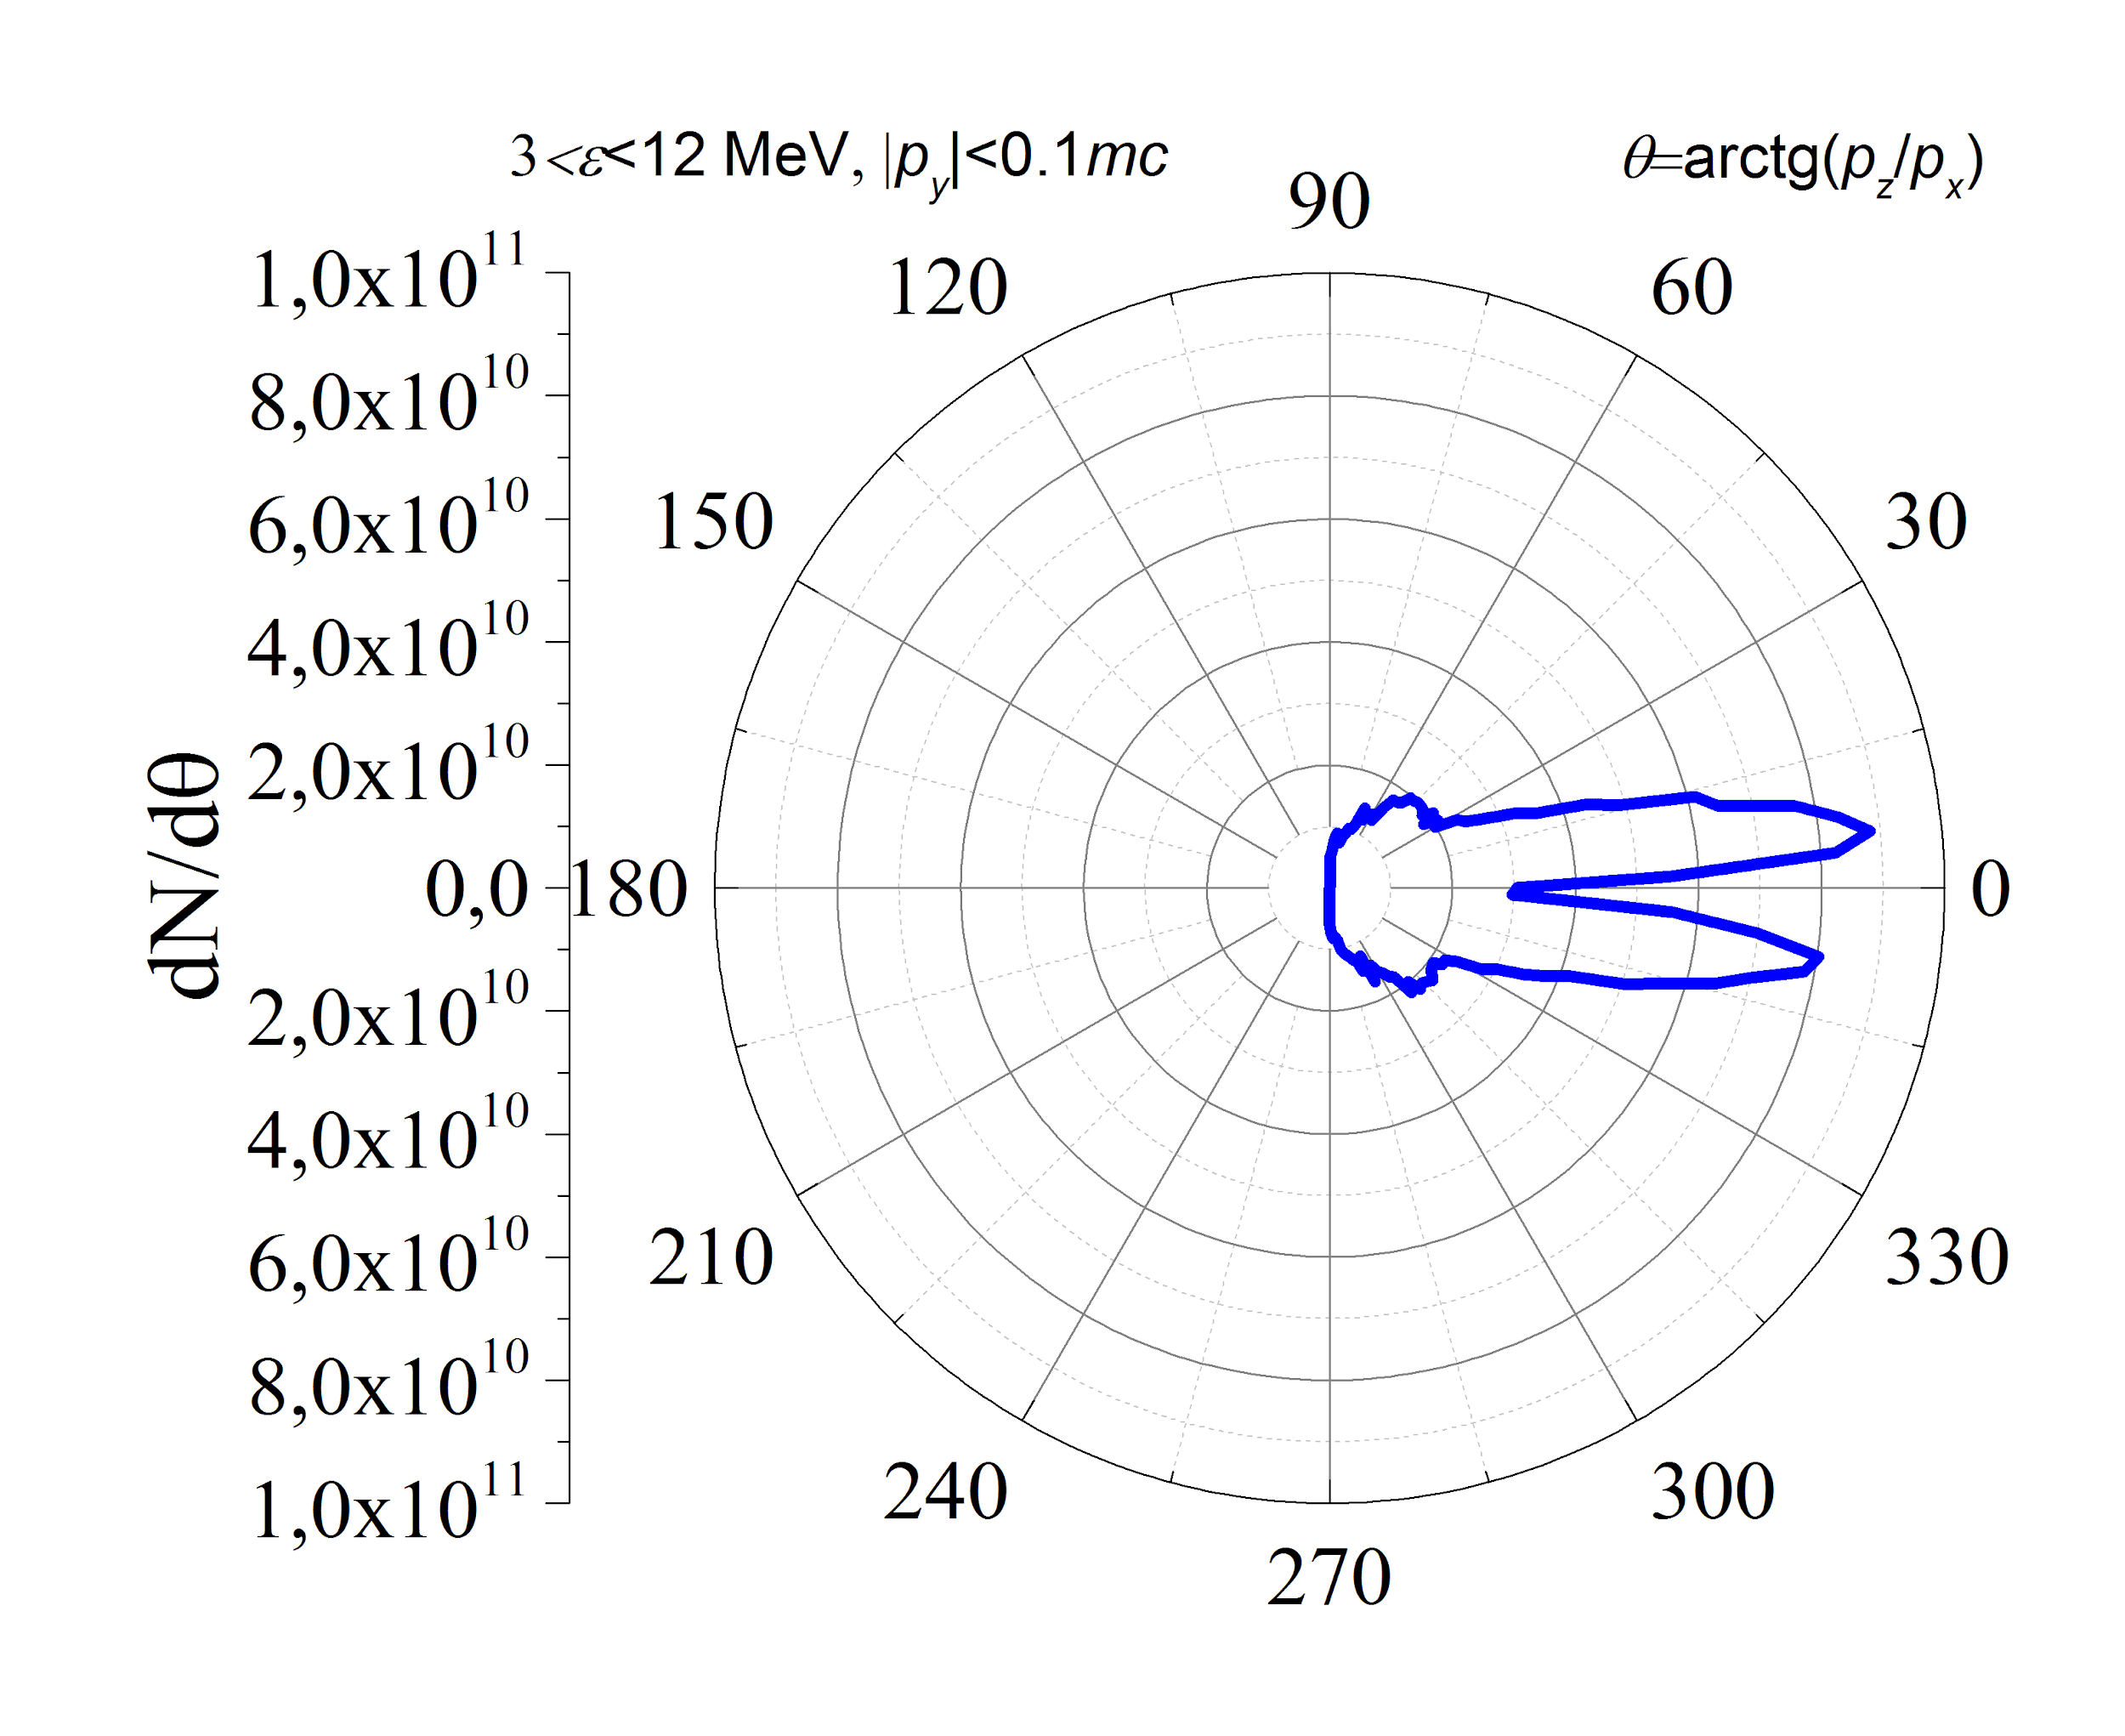 3<ε<12 MeV, |p_y|<0.1mc
θ=arctg(p_z/p_x)
90
120
60
150
30
180
0
210
330
240
300
270
1,0x10^11
8,0x10^10
6,0x10^10
4,0x10^10
2,0x10^10
0,0
2,0x10^10
4,0x10^10
6,0x10^10
8,0x10^10
1,0x10^11
dN/dθ